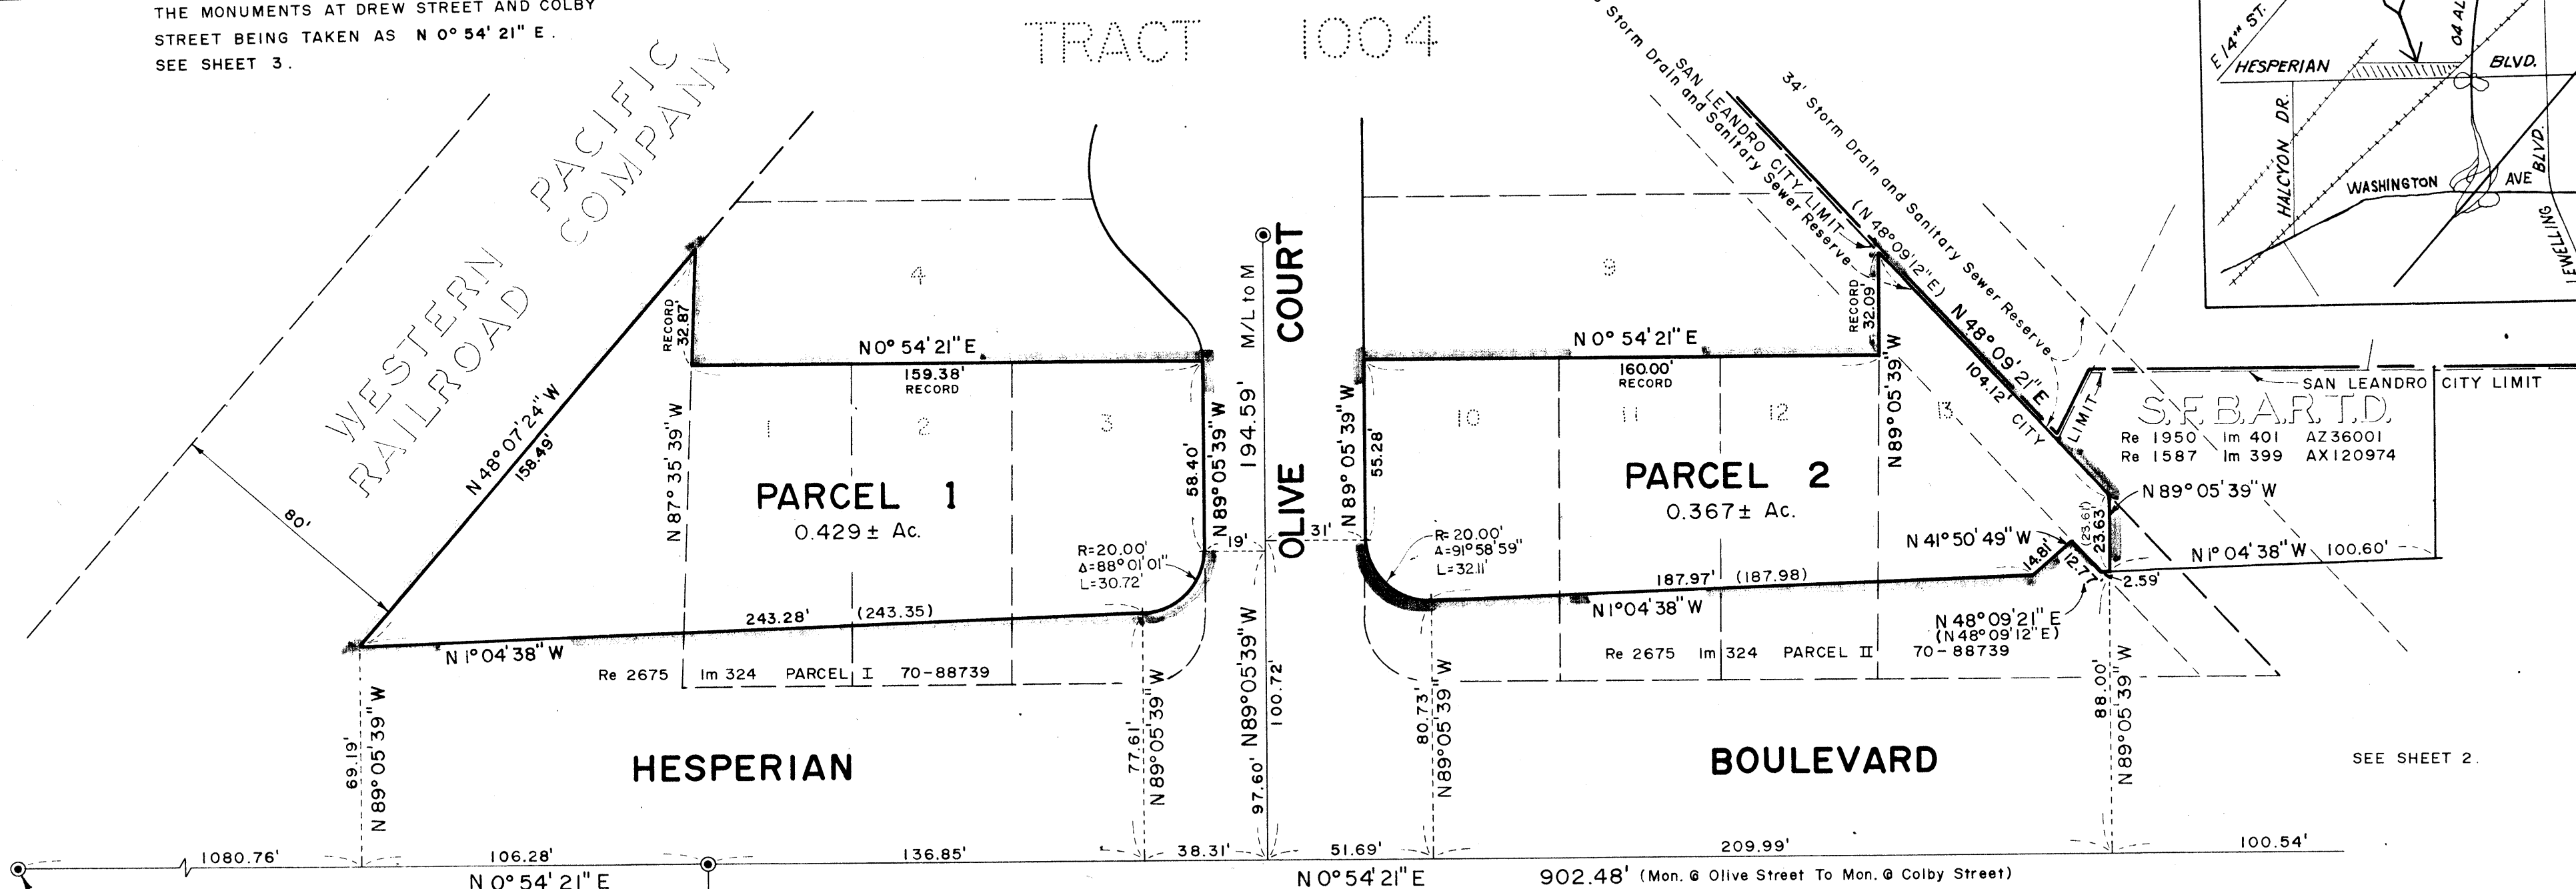 THE MONUMENTS AT DREW STREET AND COLBY
STREET BEING TAKEN AS N 0° 54' 21" E.
SEE SHEET 3.
TRACT 1004
WESTERN PACIFIC
RAILROAD COMPANY
80'
N 48° 07' 24" W
158.49'
RECORD
32.87'
4
N 0° 54' 21" E
159.38'
RECORD
N 87° 35' 39" W
1
2
3
PARCEL 1
0.429 ± Ac.
58.40'
N 89° 05' 39" W
R=20.00'
Δ=88° 01' 01"
L=30.72'
243.28' (243.35)
N 1° 04' 38" W
Re 2675 Im 324 PARCEL I 70-88739
OLIVE COURT
194.59' M/L to M
19'
31'
N 89° 05' 39" W
55.28'
R=20.00'
Δ=91° 58' 59"
L=32.11'
9
N 0° 54' 21" E
160.00'
RECORD
RECORD
32.09'
N 89° 05' 39" W
10
11
12
13
PARCEL 2
0.367 ± Ac.
187.97' (187.98)
N 1° 04' 38" W
Re 2675 Im 324 PARCEL II 70-88739
Storm Drain and Sanitary Sewer Reserve
SAN LEANDRO CITY LIMIT
34' Storm Drain and Sanitary Sewer Reserve
(N 48° 09' 12" E)
N 48° 09' 21" E
104.12'
CITY LIMIT
SAN LEANDRO CITY LIMIT
S.F.B.A.R.T.D.
Re 1950 Im 401 AZ36001
Re 1587 Im 399 AX120974
N 89° 05' 39" W
(23.61')
23.63'
N 41° 50' 49" W
14.81'
12.77'
2.59'
N 1° 04' 38" W 100.60'
N 48° 09' 21" E
(N 48° 09' 12" E)
HESPERIAN BOULEVARD
SEE SHEET 2.
69.19'
N 89° 05' 39" W
77.61'
N 89° 05' 39" W
97.60'
N 89° 05' 39" W
100.72'
80.73'
N 89° 05' 39" W
88.00'
N 89° 05' 39" W
1080.76' 106.28' 136.85' 38.31' 51.69' 209.99' 100.54'
N 0° 54' 21" E
N 0° 54' 21" E
902.48' (Mon. @ Olive Street To Mon. @ Colby Street)
E 14TH ST.
HESPERIAN BLVD.
HALCYON DR.
WASHINGTON AVE
BLVD.